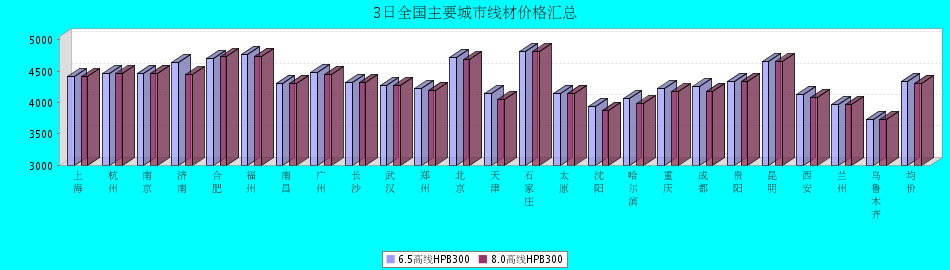 3日全国主要城市线材价格汇总
5000
4500
4000
3500
3000
上海
杭州
南京
济南
合肥
福州
南昌
广州
长沙
武汉
郑州
北京
天津
石家庄
太原
沈阳
哈尔滨
重庆
成都
贵阳
昆明
西安
兰州
乌鲁木齐
均价
6.5高线HPB300
8.0高线HPB300